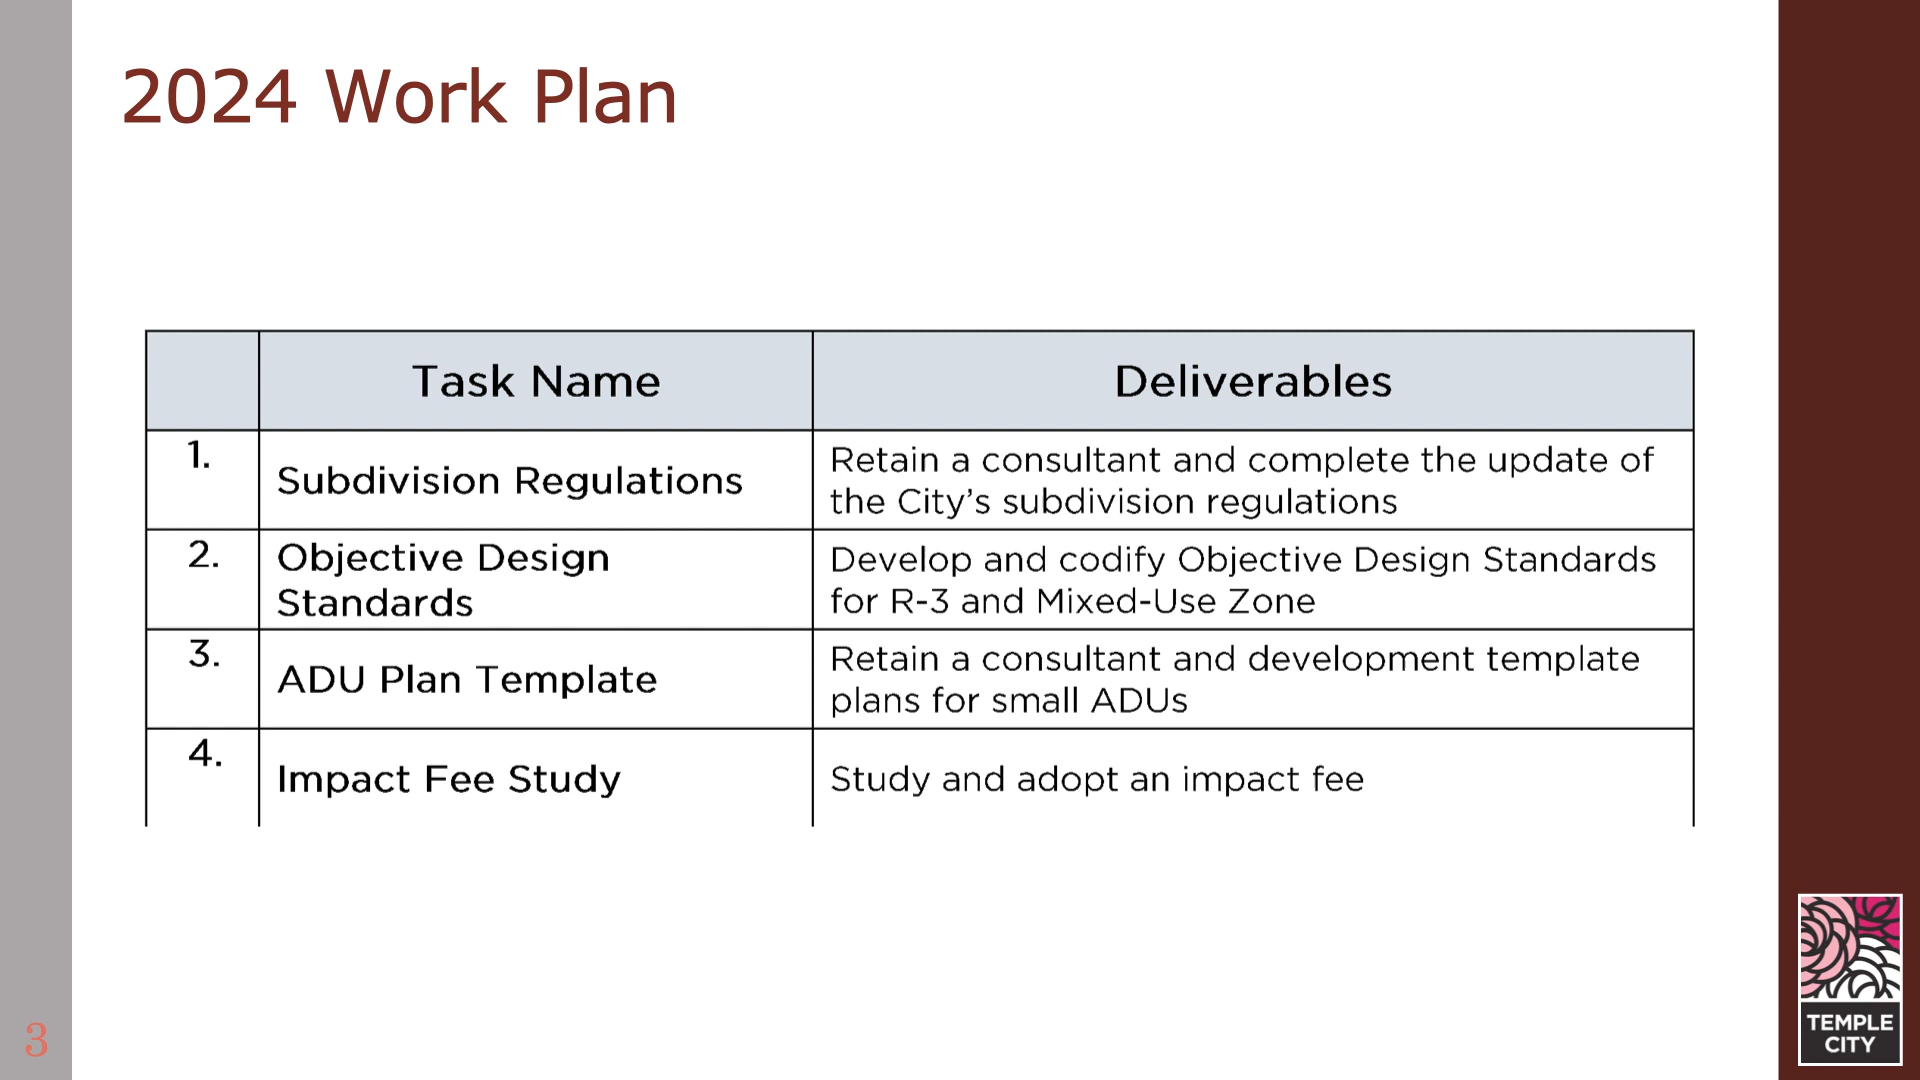 2024 Work Plan
Task Name
Deliverables
1.
Subdivision Regulations
Retain a consultant and complete the update of
the City’s subdivision regulations
2.
Objective Design
Standards
Develop and codify Objective Design Standards
for R-3 and Mixed-Use Zone
3.
ADU Plan Template
Retain a consultant and development template
plans for small ADUs
4.
Impact Fee Study
Study and adopt an impact fee
3
TEMPLE
CITY